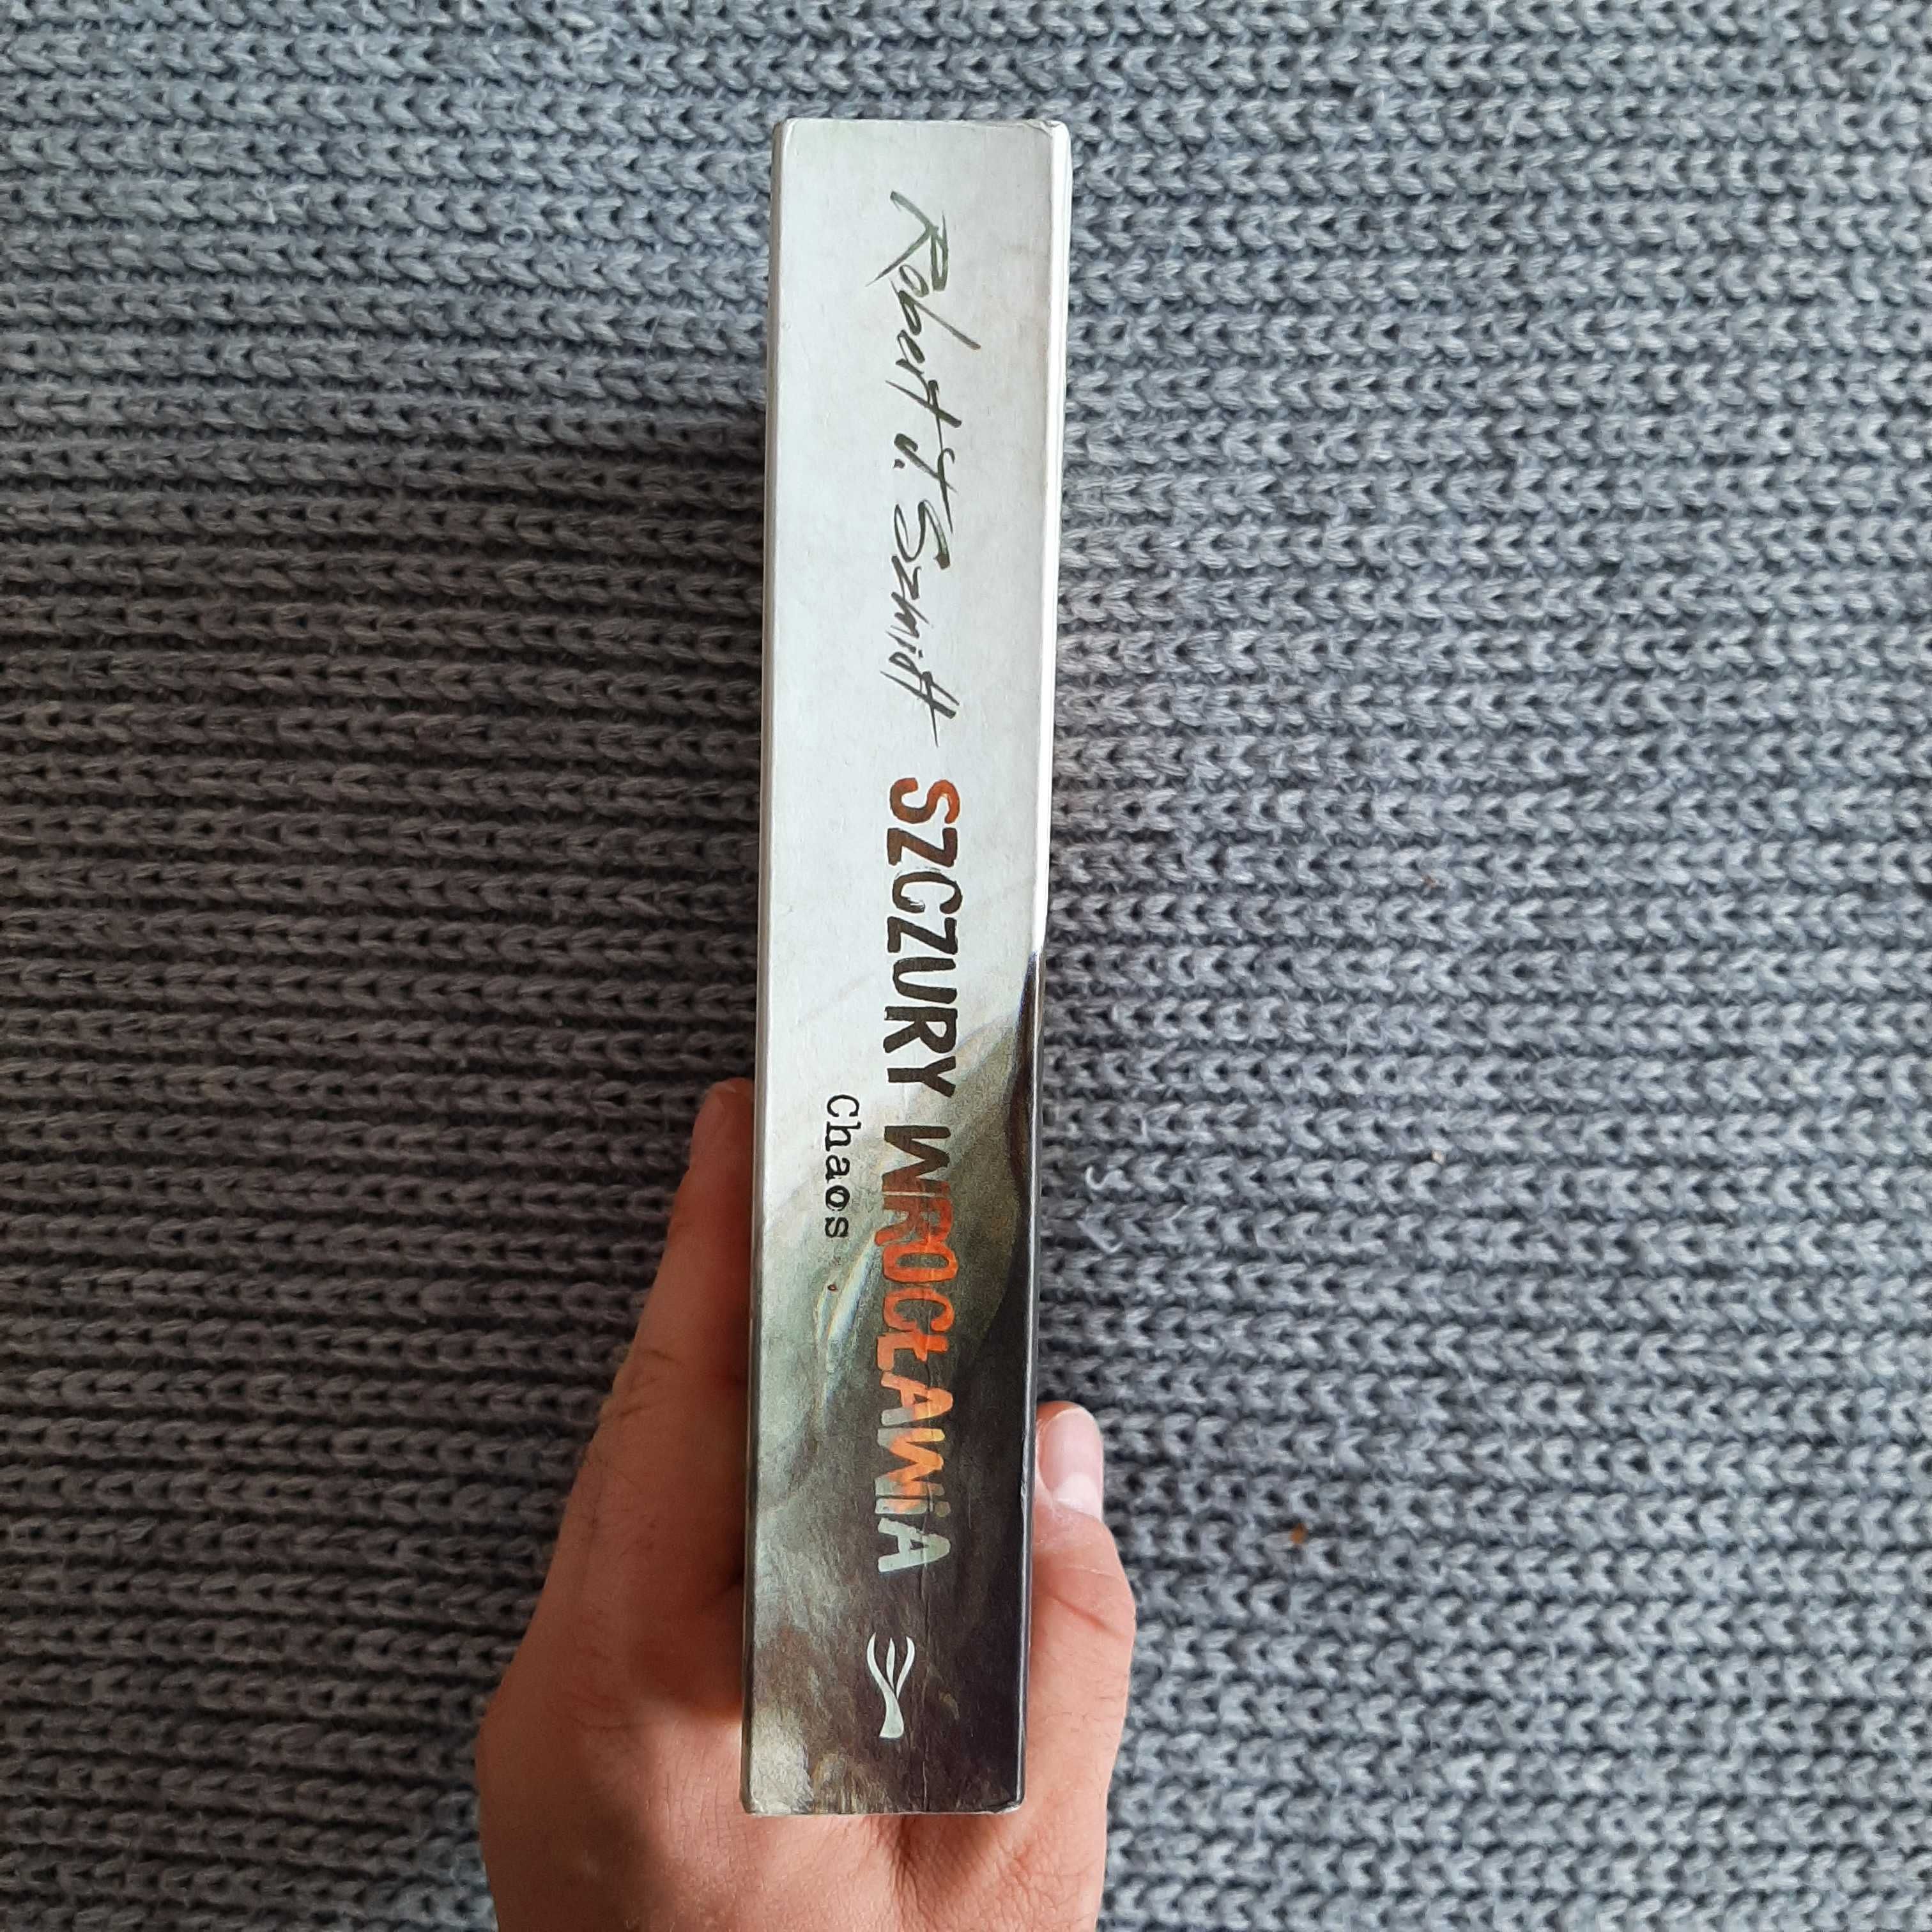 Robert J. Szmidt
SZCZURY WROCŁAWIA
Chaos